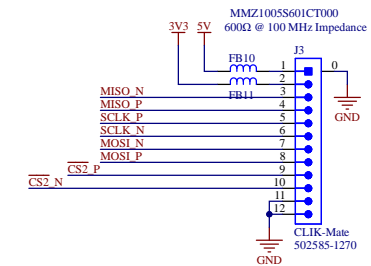 MMZ1005S601CT000
600Ω @ 100 MHz Impedance
3V3 5V
J3
FB10
1 0
2
FB11
MISO_N 3
MISO_P 4
GND
SCLK_P 5
SCLK_N 6
MOSI_N 7
MOSI_P 8
CS2_P 9
CS2_N 10
11
12
CLIK-Mate
502585-1270
GND